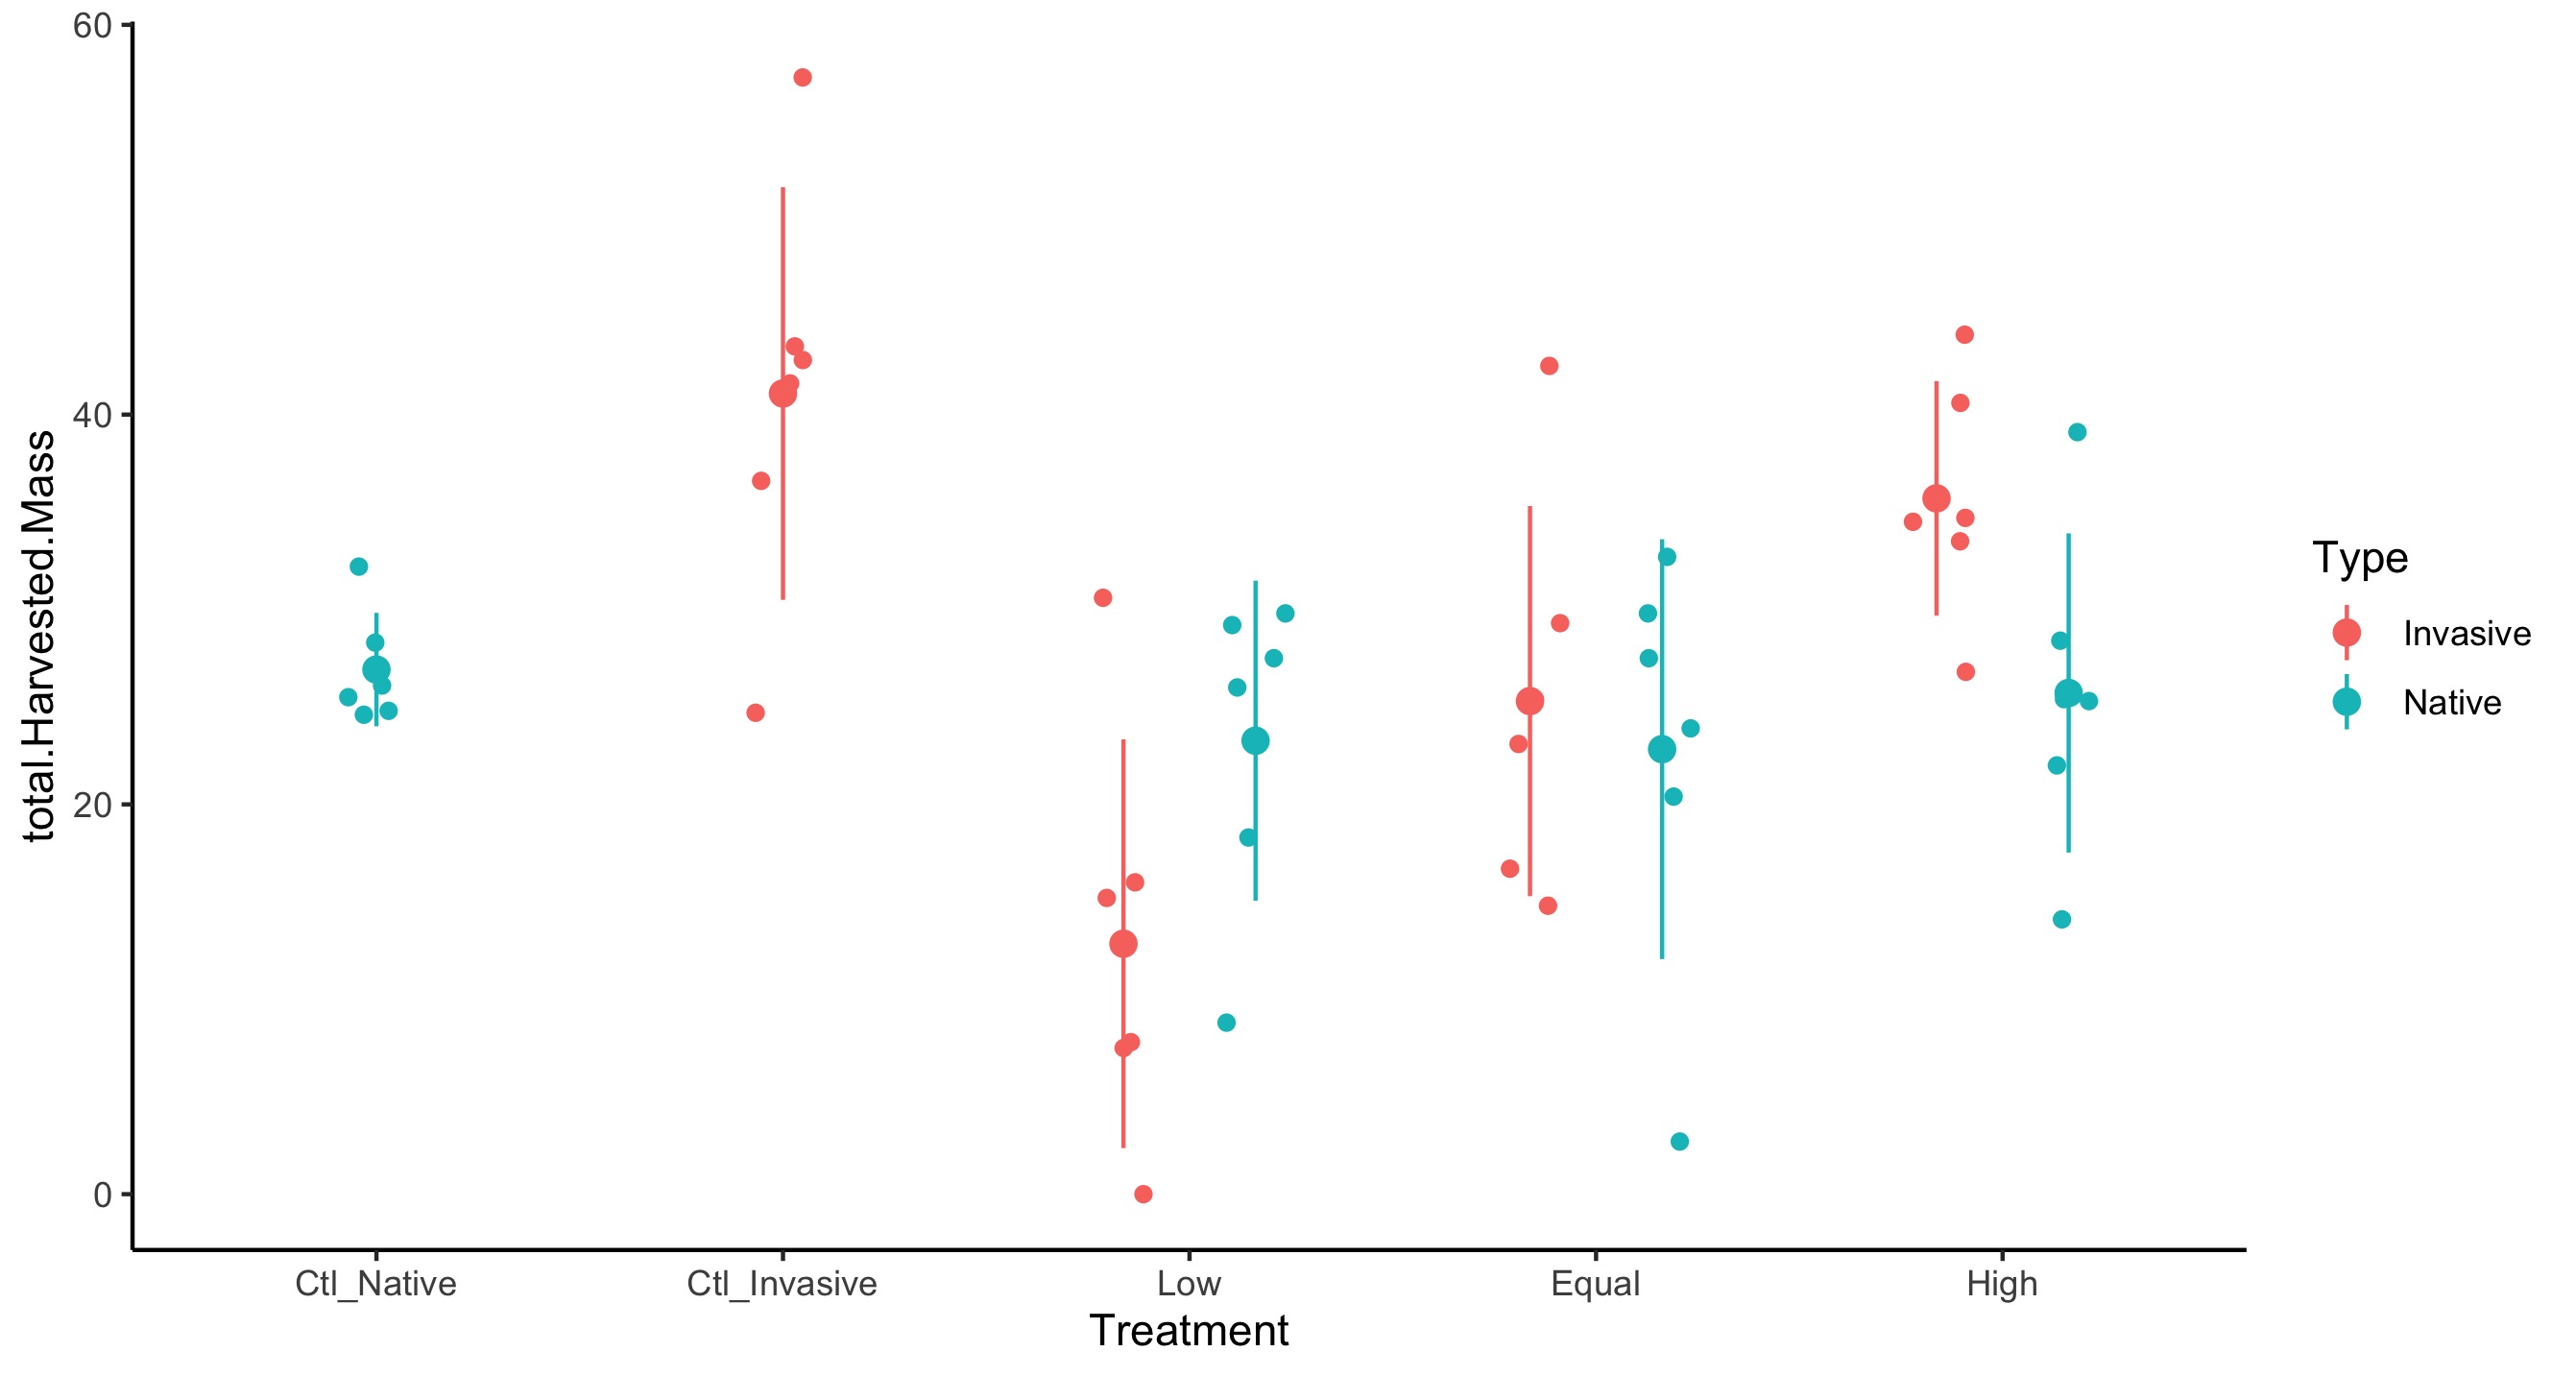 60
40
20
0
total.Harvested.Mass
Ctl_Native
Ctl_Invasive
Low
Equal
High
Treatment
Type
Invasive
Native